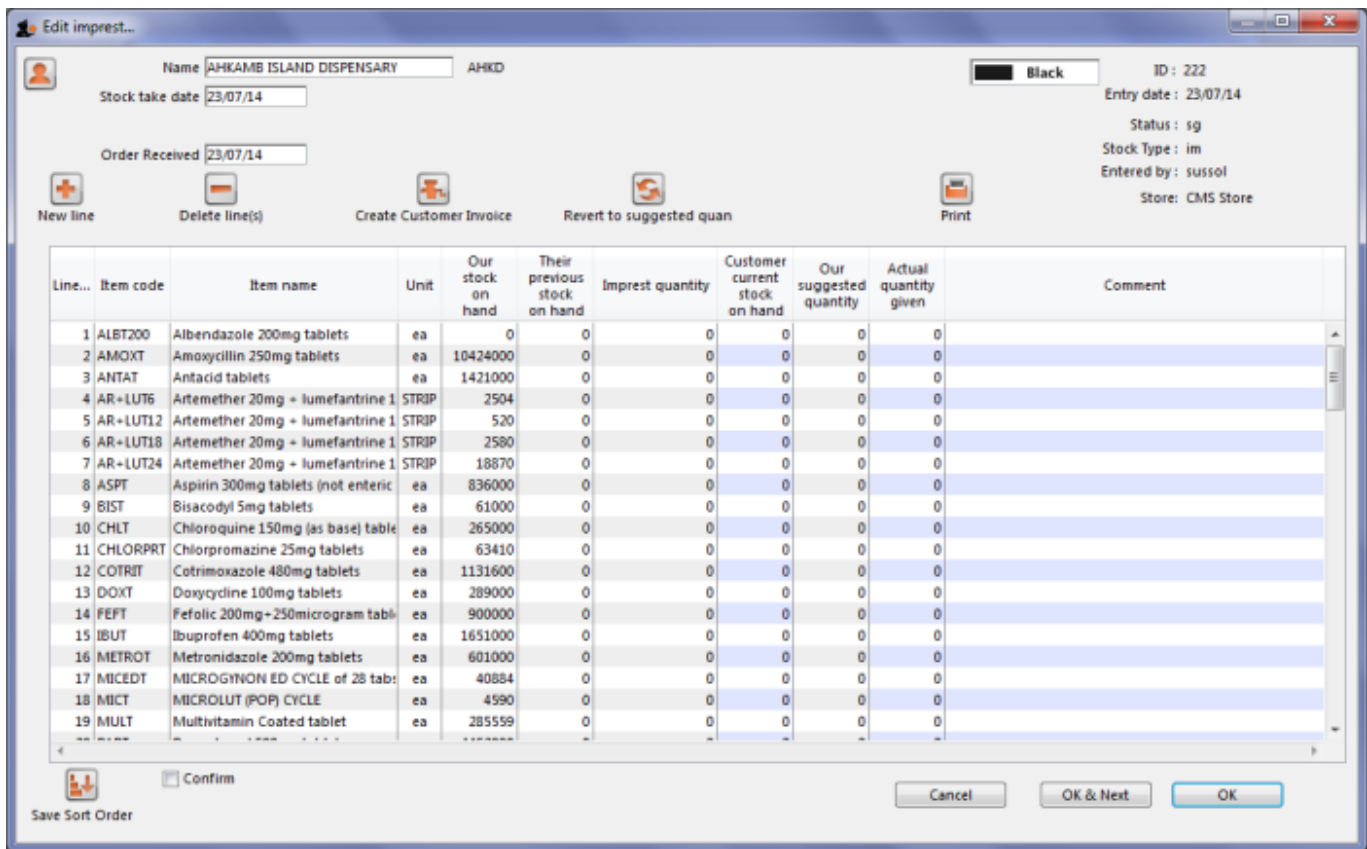 Edit imprest...
Name AHKAMB ISLAND DISPENSARY AHKD Black ID : 222
Stock take date 23/07/14 Entry date : 23/07/14
Status : sg
Order Received 23/07/14 Stock Type : im
Entered by : sussol
Store: CMS Store
New line Delete line(s) Create Customer Invoice Revert to suggested quan Print
Line... Item code Item name Unit Our stock on hand Their previous stock on hand Imprest quantity Customer current stock on hand Our suggested quantity Actual quantity given Comment
1 ALBT200 Albendazole 200mg tablets ea 0 0 0 0 0 0
2 AMOXT Amoxycillin 250mg tablets ea 10424000 0 0 0 0 0
3 ANTAT Antacid tablets ea 1421000 0 0 0 0 0
4 AR+LUT6 Artemether 20mg + lumefantrine 1 STRIP 2504 0 0 0 0 0
5 AR+LUT12 Artemether 20mg + lumefantrine 1 STRIP 520 0 0 0 0 0
6 AR+LUT18 Artemether 20mg + lumefantrine 1 STRIP 2580 0 0 0 0 0
7 AR+LUT24 Artemether 20mg + lumefantrine 1 STRIP 18870 0 0 0 0 0
8 ASPT Aspirin 300mg tablets (not enteric ea 836000 0 0 0 0 0
9 BIST Bisacodyl 5mg tablets ea 61000 0 0 0 0 0
10 CHLT Chloroquine 150mg (as base) table ea 265000 0 0 0 0 0
11 CHLORPRT Chlorpromazine 25mg tablets ea 63410 0 0 0 0 0
12 COTRIT Cotrimoxazole 480mg tablets ea 1131600 0 0 0 0 0
13 DOXT Doxycycline 100mg tablets ea 289000 0 0 0 0 0
14 FEFT Fefolic 200mg+250microgram tabl ea 900000 0 0 0 0 0
15 IBUT Ibuprofen 400mg tablets ea 1651000 0 0 0 0 0
16 METROT Metronidazole 200mg tablets ea 601000 0 0 0 0 0
17 MICEDT MICROGYNON ED CYCLE of 28 tabs ea 40884 0 0 0 0 0
18 MICT MICROLUT (POP) CYCLE ea 4590 0 0 0 0 0
19 MULT Multivitamin Coated tablet ea 285559 0 0 0 0 0
Confirm
Save Sort Order
Cancel OK & Next OK